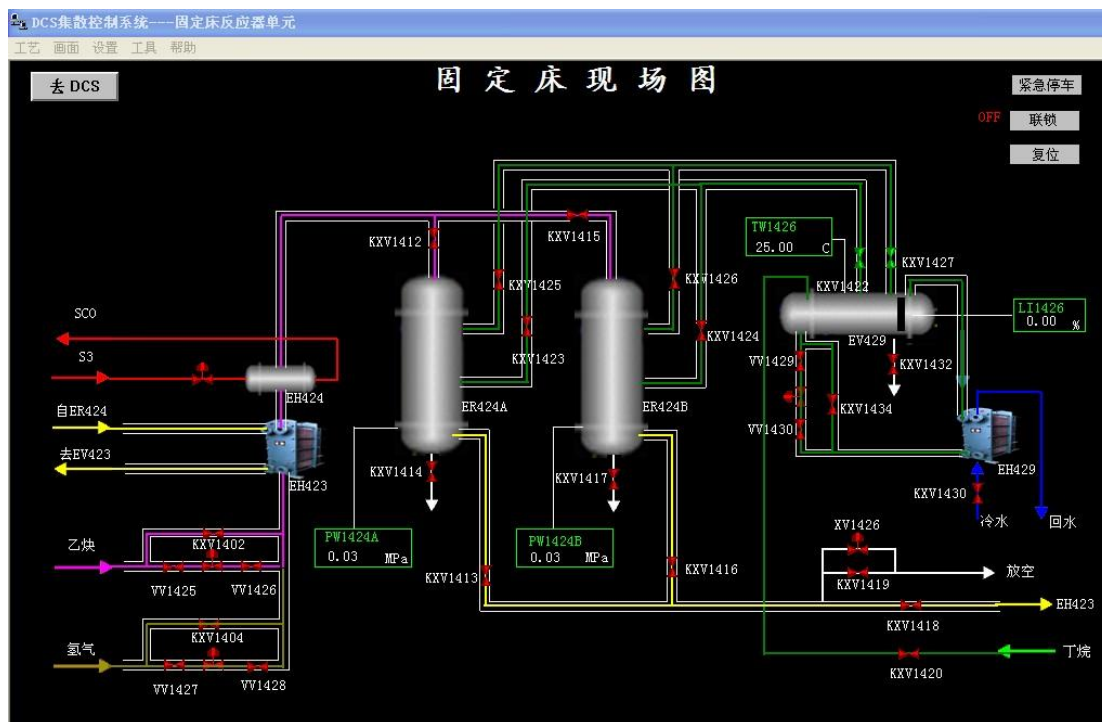 DCS集散控制系统---固定床反应器单元
工艺 画面 设置 工具 帮助
去 DCS
固定床现场图
紧急停车
OFF 联锁
复位
KXV1412
KXV1415
TW1426
25.00 C
KXV1427
KXV1425
KXV1426
KXV1422
LI1426
0.00 %
SCO
S3
KXV1423
KXV1424
EV429
VV1429
KXV1432
EH424
ER424A
ER424B
KXV1434
自ER424
VV1430
去EV423
EH423
KXV1414
KXV1417
EH429
KXV1430
冷水
回水
PW1424A
0.03 MPa
PW1424B
0.03 MPa
XV1426
乙炔
KXV1402
VV1425
VV1426
KXV1413
KXV1416
KXV1419
放空
EH423
KXV1418
KXV1404
氢气
VV1427
VV1428
丁烷
KXV1420